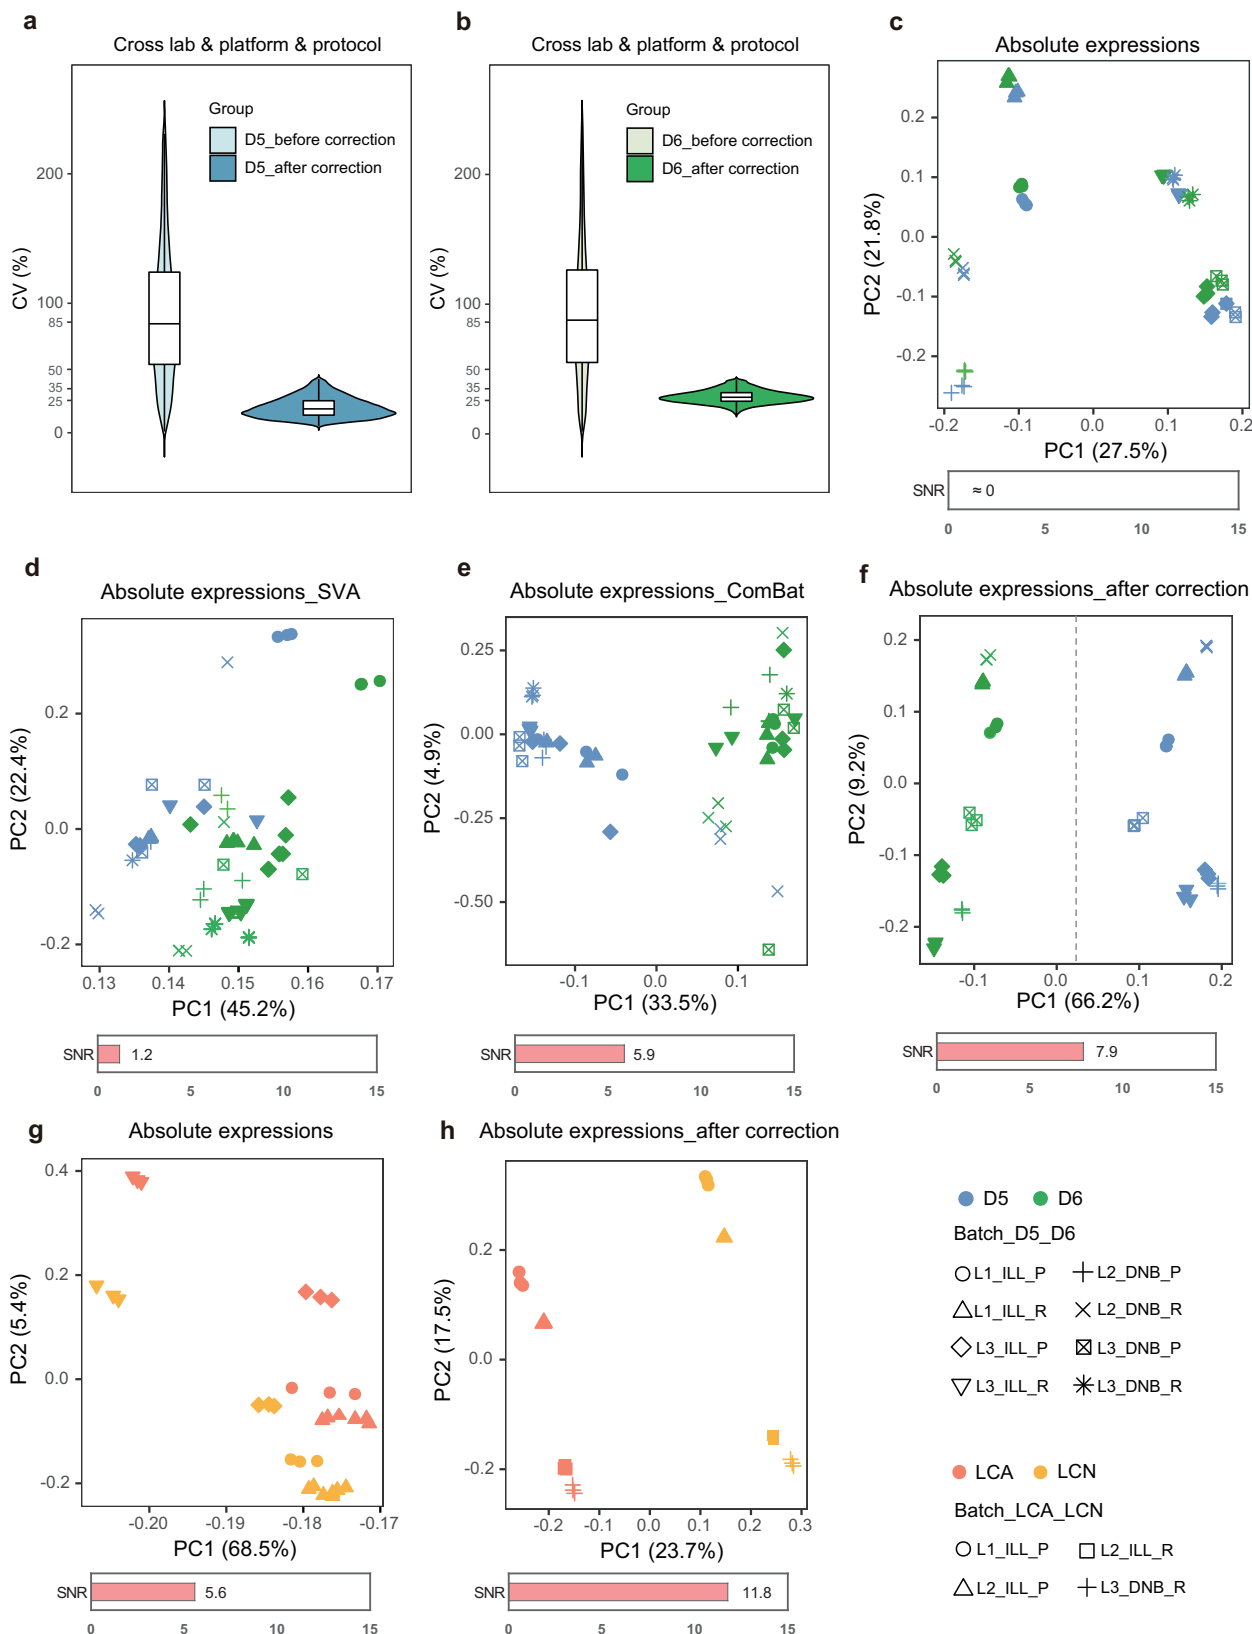 a
Cross lab & platform & protocol
Group
D5_before correction
D5_after correction
CV (%)
200
100
85
50
35
25
0
b
Cross lab & platform & protocol
Group
D6_before correction
D6_after correction
CV (%)
200
100
85
50
35
25
0
c
Absolute expressions
PC2 (21.8%)
0.2
0.1
0.0
-0.1
-0.2
-0.2 -0.1 0.0 0.1 0.2
PC1 (27.5%)
SNR ≈ 0
0 5 10 15
d
Absolute expressions_SVA
PC2 (22.4%)
0.2
0.0
-0.2
0.13 0.14 0.15 0.16 0.17
PC1 (45.2%)
SNR 1.2
0 5 10 15
e
Absolute expressions_ComBat
PC2 (4.9%)
0.25
0.00
-0.25
-0.50
-0.1 0.0 0.1
PC1 (33.5%)
SNR 5.9
0 5 10 15
f
Absolute expressions_after correction
PC2 (9.2%)
0.2
0.1
0.0
-0.1
-0.2
-0.1 0.0 0.1 0.2
PC1 (66.2%)
SNR 7.9
0 5 10 15
g
Absolute expressions
PC2 (5.4%)
0.4
0.2
0.0
-0.2
-0.20 -0.19 -0.18 -0.17
PC1 (68.5%)
SNR 5.6
0 5 10 15
h
Absolute expressions_after correction
PC2 (17.5%)
0.2
0.0
-0.2
-0.2 -0.1 0.0 0.1 0.2 0.3
PC1 (23.7%)
SNR 11.8
0 5 10 15
D5 D6
Batch_D5_D6
L1_ILL_P L2_DNB_P
L1_ILL_R L2_DNB_R
L3_ILL_P L3_DNB_P
L3_ILL_R L3_DNB_R
LCA LCN
Batch_LCA_LCN
L1_ILL_P L2_ILL_R
L2_ILL_P L3_DNB_R